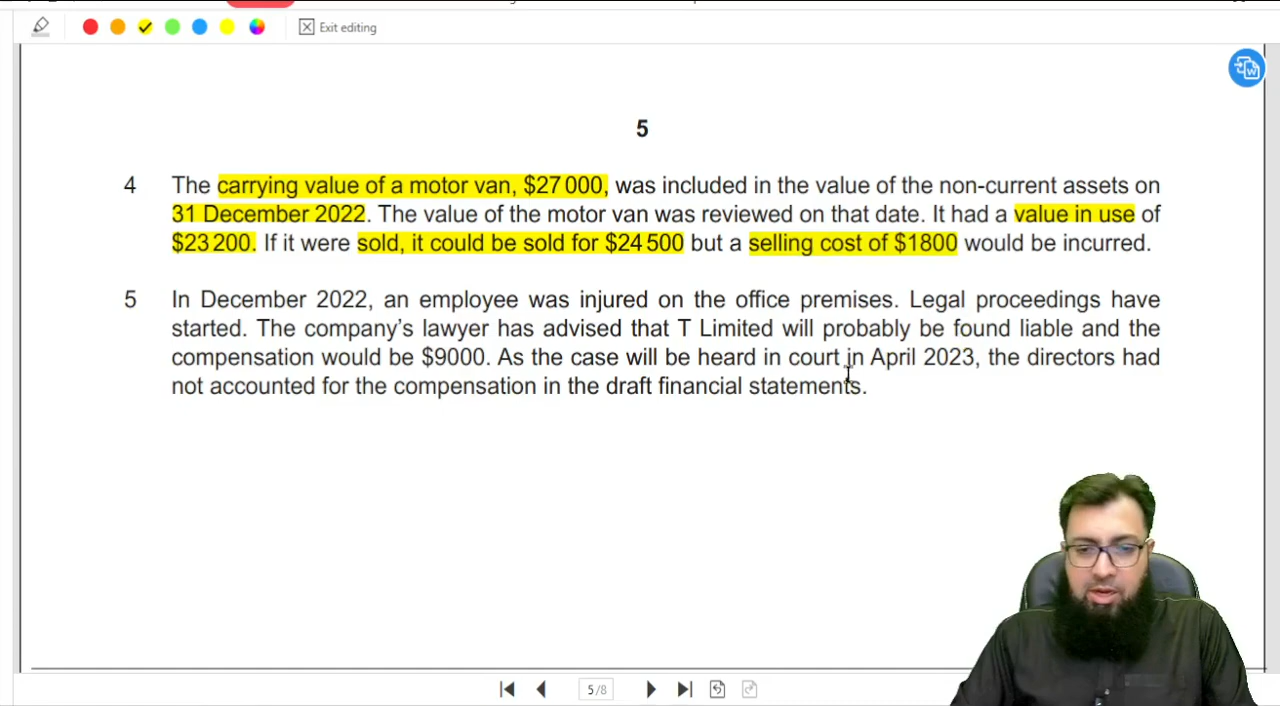 Exit editing
5
4 The carrying value of a motor van, $27 000, was included in the value of the non-current assets on
31 December 2022. The value of the motor van was reviewed on that date. It had a value in use of
$23 200. If it were sold, it could be sold for $24 500 but a selling cost of $1800 would be incurred.
5 In December 2022, an employee was injured on the office premises. Legal proceedings have
started. The company’s lawyer has advised that T Limited will probably be found liable and the
compensation would be $9000. As the case will be heard in court in April 2023, the directors had
not accounted for the compensation in the draft financial statements.
5 /8